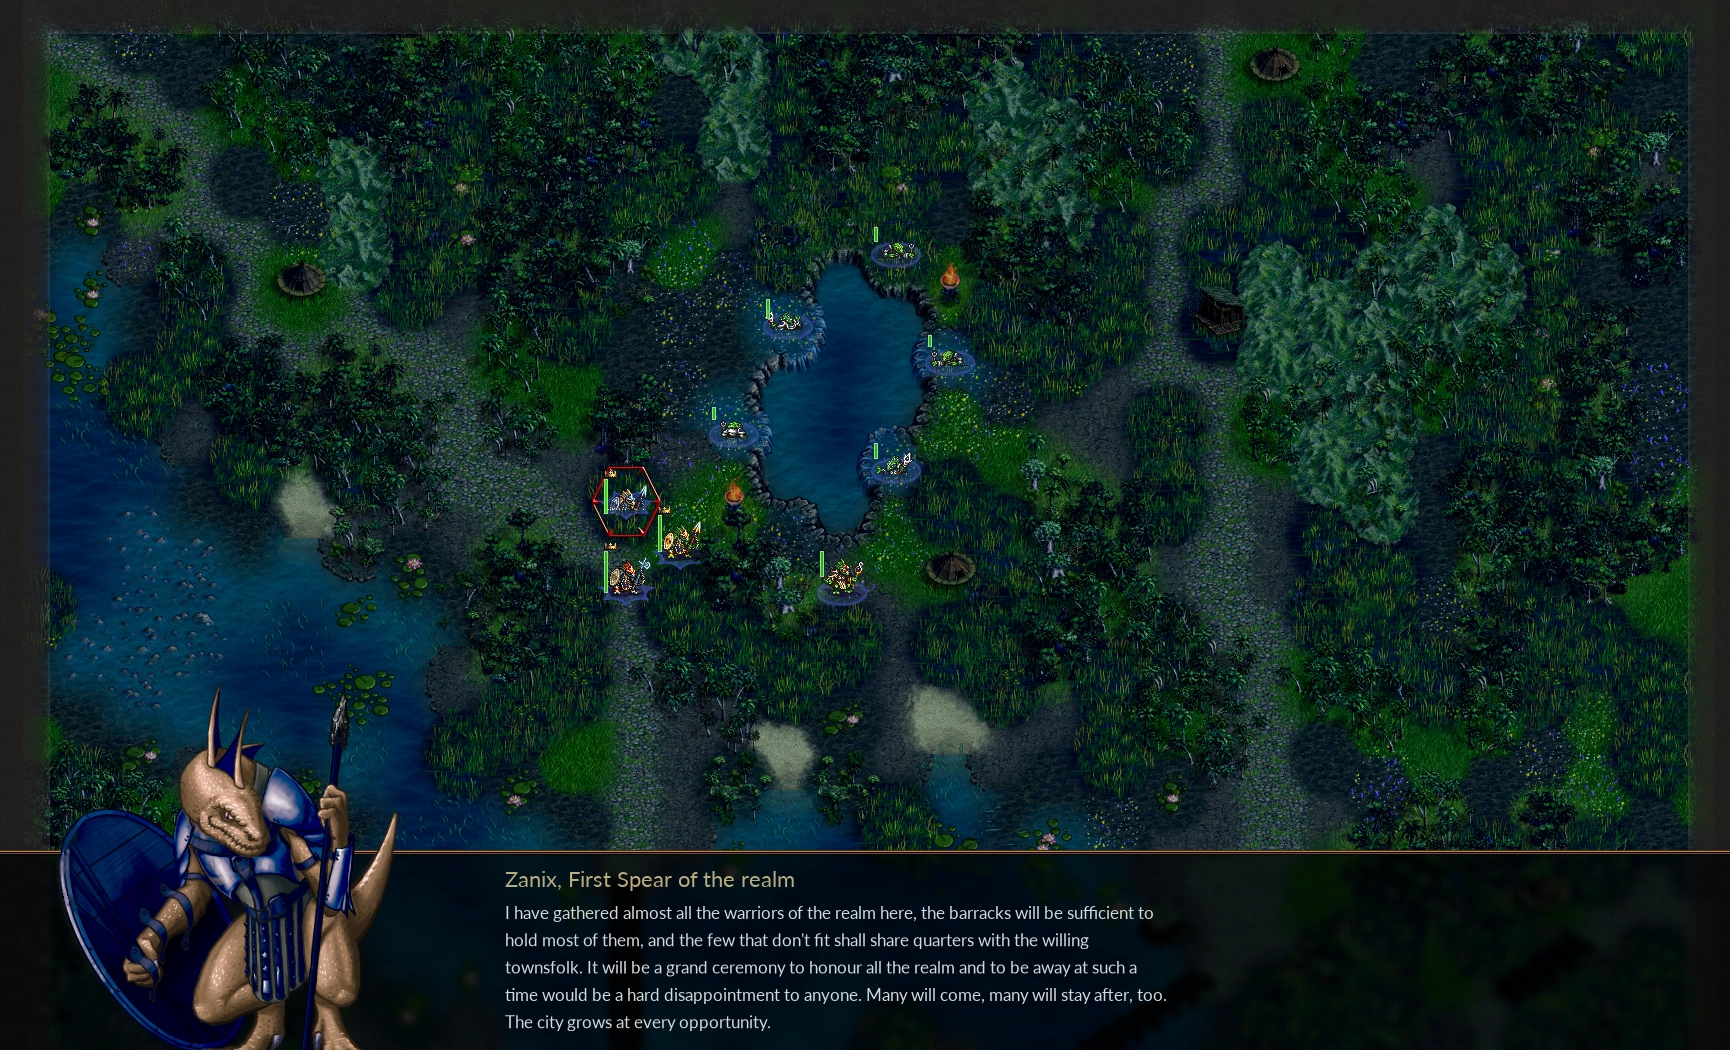 Zanix, First Spear of the realm
I have gathered almost all the warriors of the realm here, the barracks will be sufficient to
hold most of them, and the few that don't fit shall share quarters with the willing
townsfolk. It will be a grand ceremony to honour all the realm and to be away at such a
time would be a hard disappointment to anyone. Many will come, many will stay after, too.
The city grows at every opportunity.